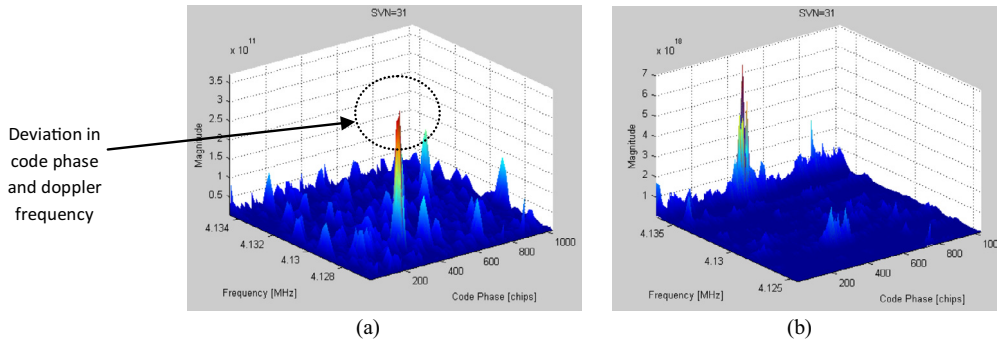 SVN=31
x 10^11
3.5
3
2.5
2
1.5
1
0.5
Magnitude
4.134
4.132
4.13
4.128
Frequency [MHz]
200
400
600
800
1000
Code Phase [chips]
Deviation in
code phase
and doppler
frequency
(a)
SVN=31
x 10^10
7
6
5
4
3
2
1
Magnitude
4.135
4.13
4.125
Frequency [MHz]
200
400
600
800
100
Code Phase [chips]
(b)